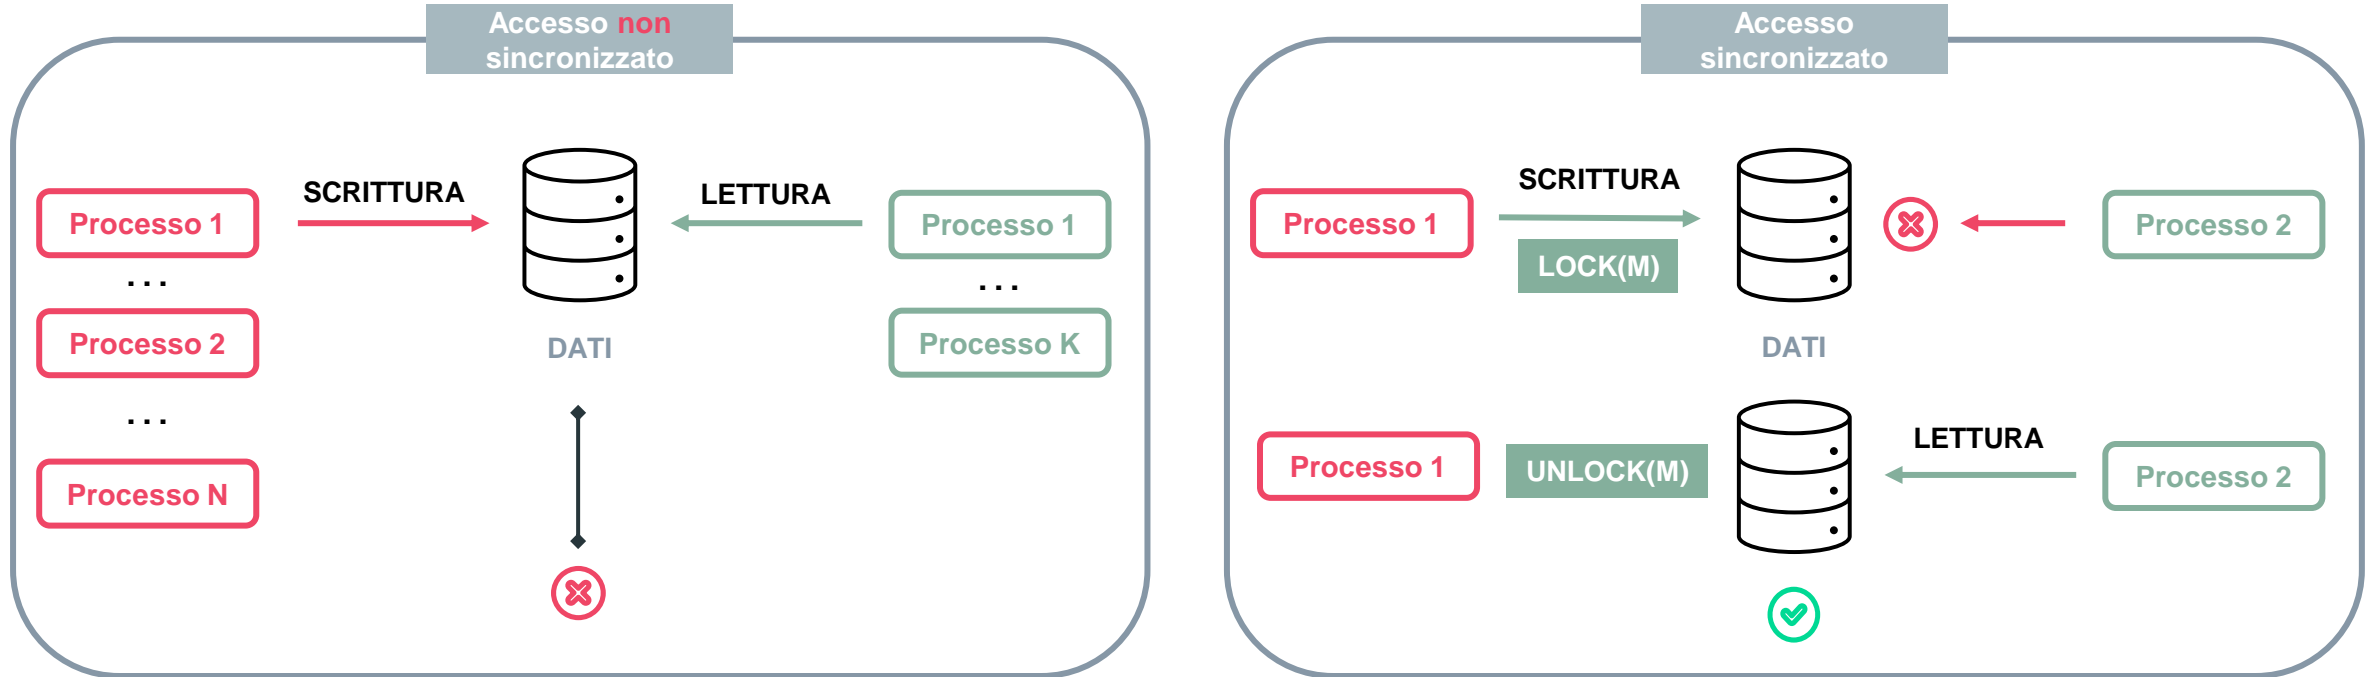 Accesso non
sincronizzato
SCRITTURA
LETTURA
Processo 1
...
Processo 2
...
Processo N
DATI
Processo 1
...
Processo K
Accesso
sincronizzato
Processo 1
SCRITTURA
LOCK(M)
DATI
Processo 2
Processo 1
UNLOCK(M)
LETTURA
Processo 2